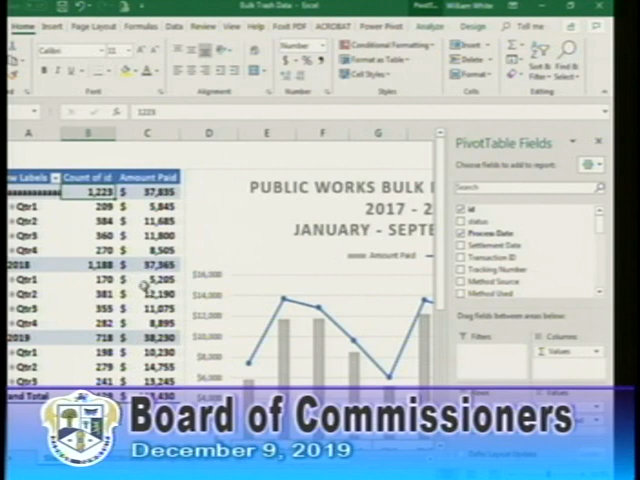 Bulk Trash Data - Excel PivotT... William White
Home Insert Page Layout Formulas Data Review View Help Foxit PDF ACROBAT Power Pivot Analyze Design Tell me
Calibri 11 Number Conditional Formatting Insert
$ % Format as Table Delete Sort & Find &
Cell Styles Format Filter Select
Font Alignment Number Styles Cells Editing
1223
A B C D E F G
PivotTable Fields
Choose fields to add to report:
Search
w Labels Count of id Amount Paid
1,223 $ 37,835
Qtr1 209 $ 5,845
Qtr2 384 $ 11,685
Qtr3 360 $ 11,800
Qtr4 270 $ 8,505
2018 1,188 $ 37,365
Qtr1 170 $ 5,205
Qtr2 381 $ 12,190
Qtr3 355 $ 11,075
Qtr4 282 $ 8,895
2019 718 $ 38,230
Qtr1 198 $ 10,230
Qtr2 279 $ 14,755
Qtr3 241 $ 13,245
and Total
PUBLIC WORKS BULK
2017 - 2
JANUARY - SEPTE
Amount Paid
$16,000
$14,000
$12,000
$10,000
$8,000
$6,000
id
status
Process Date
Settlement Date
Transaction ID
Tracking Number
Method Source
Method Used
Drag fields between areas below:
Filters Columns
Σ Values
Rows Values
Board of Commissioners
December 9, 2019